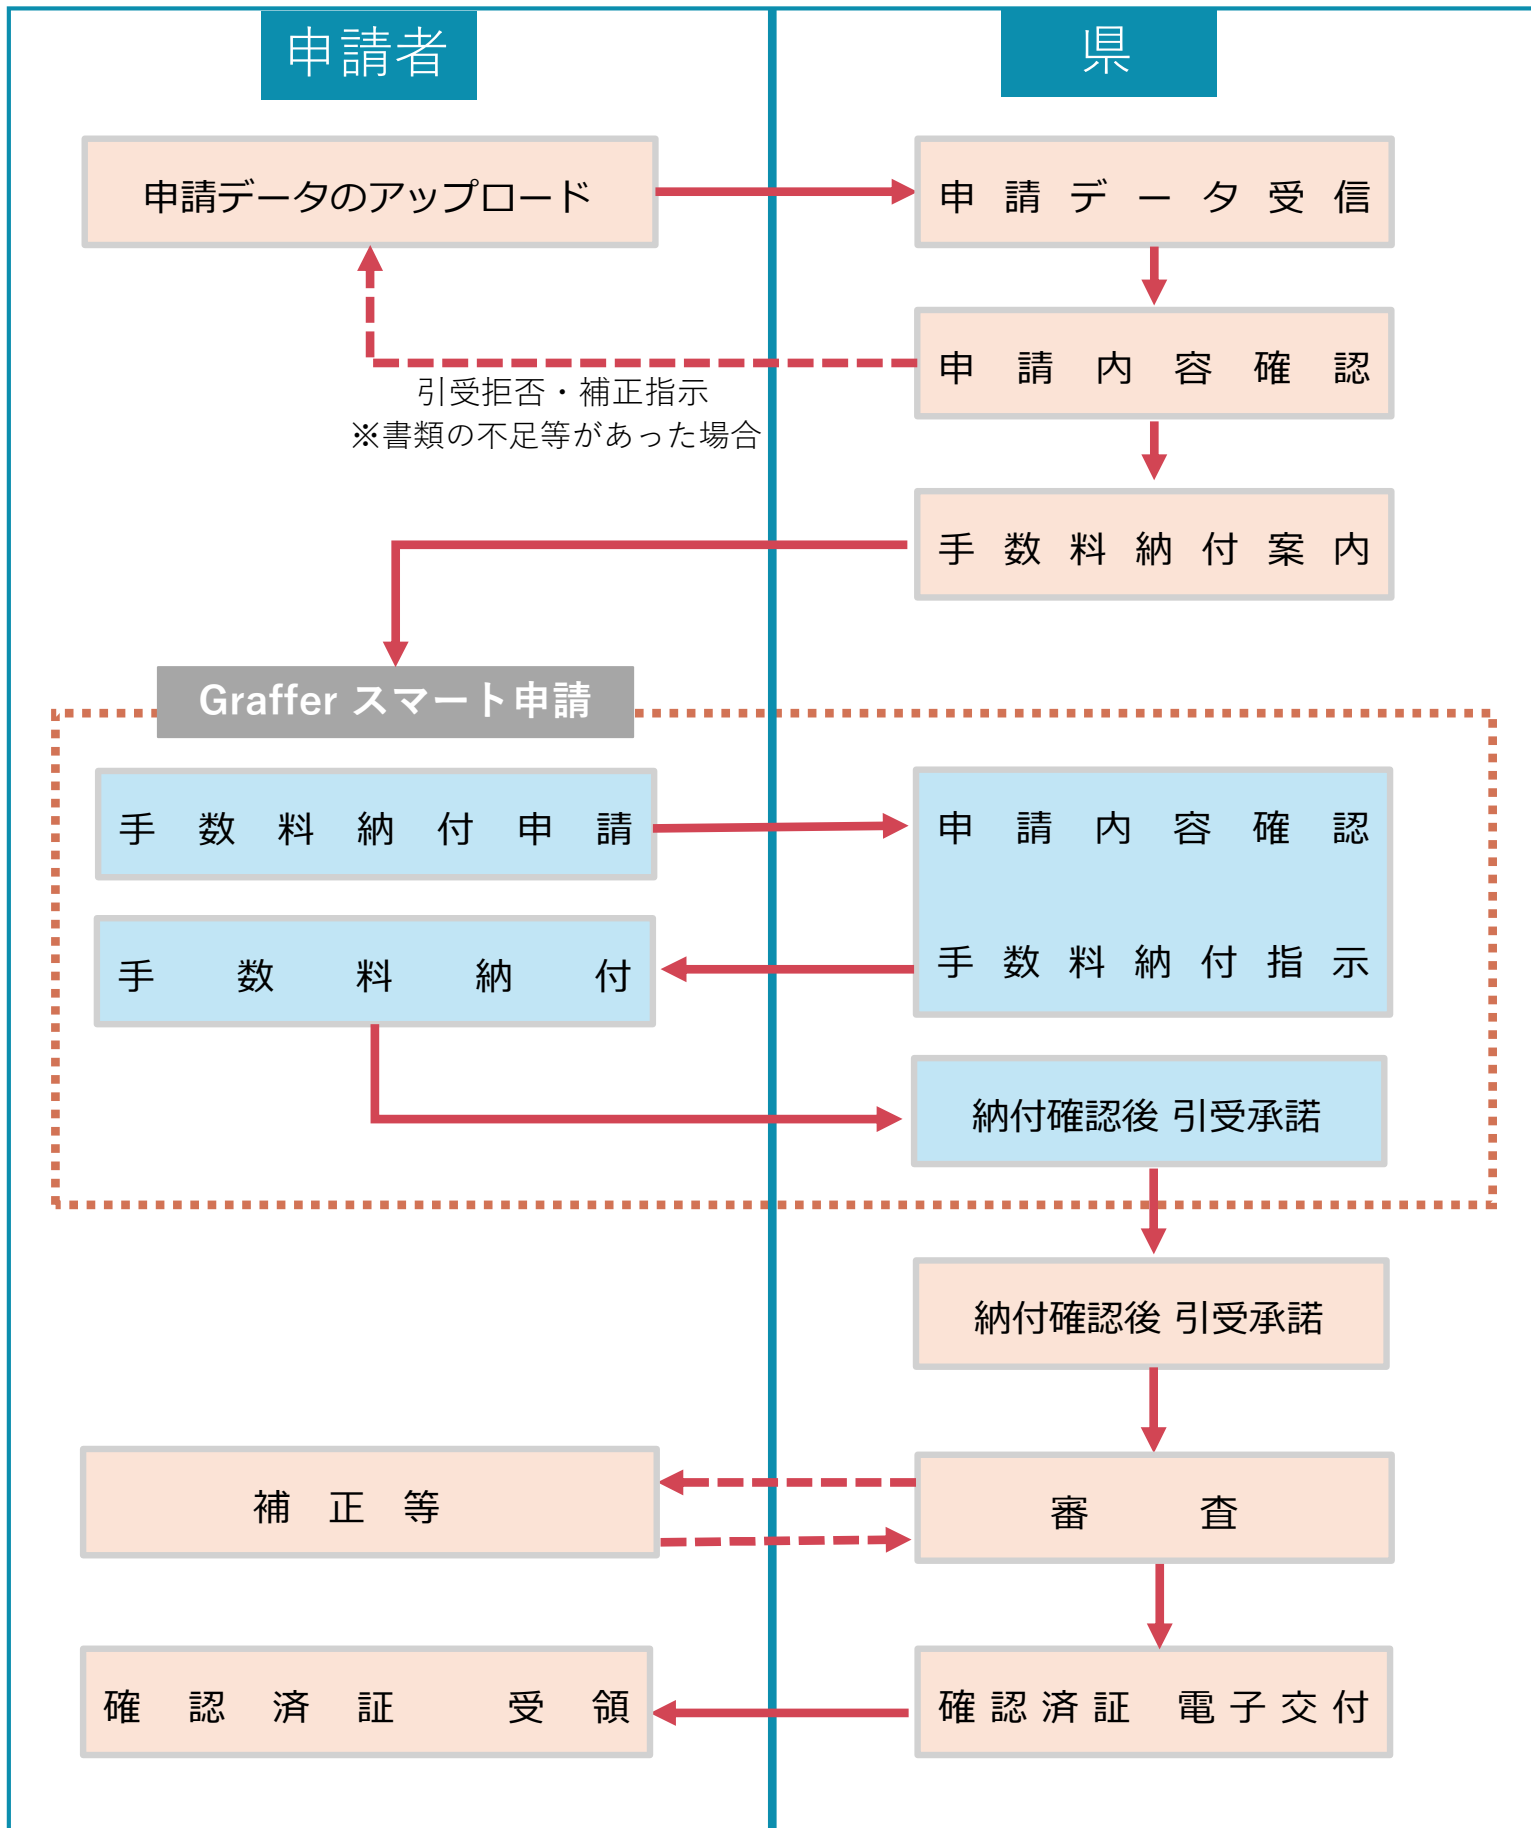 申請者
県
申請データのアップロード
申請データ受信
申請内容確認
引受拒否・補正指示
※書類の不足等があった場合
手数料納付案内
Graffer スマート申請
手数料納付申請
申請内容確認
手数料納付
手数料納付指示
納付確認後 引受承諾
納付確認後 引受承諾
補正等
審査
確認済証 受領
確認済証 電子交付